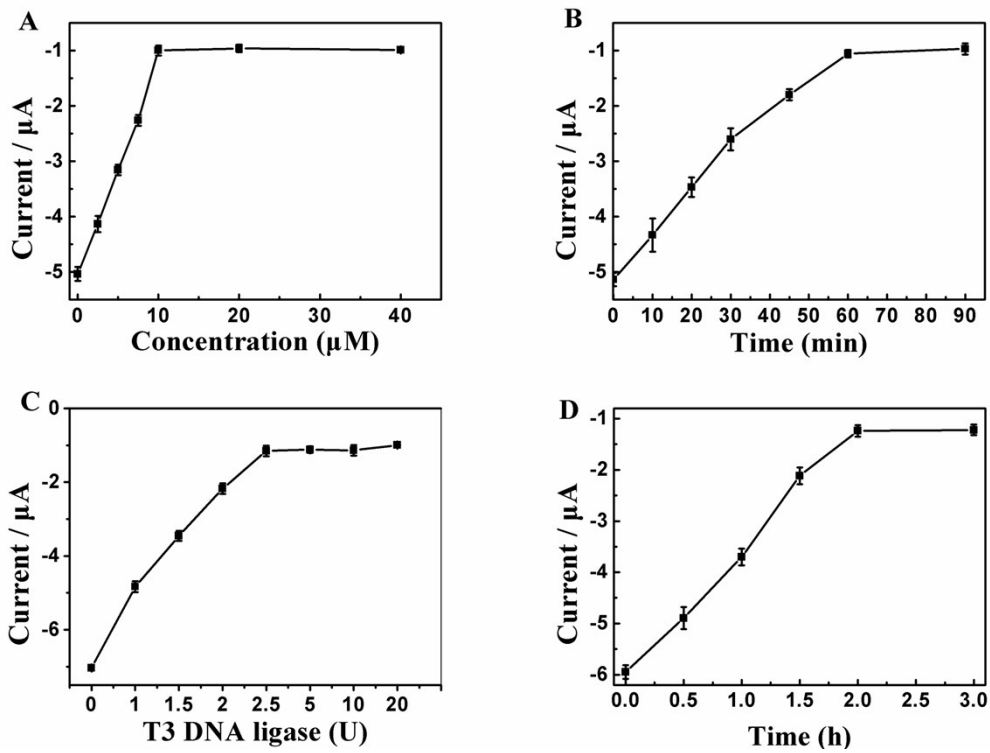 A
Current / µA
-1
-2
-3
-4
-5
0 10 20 30 40
Concentration (µM)
B
Current / µA
-1
-2
-3
-4
-5
0 10 20 30 40 50 60 70 80 90
Time (min)
C
Current / µA
0
-2
-4
-6
0 1 1.5 2 2.5 5 10 20
T3 DNA ligase (U)
D
Current / µA
-1
-2
-3
-4
-5
-6
0.0 0.5 1.0 1.5 2.0 2.5 3.0
Time (h)